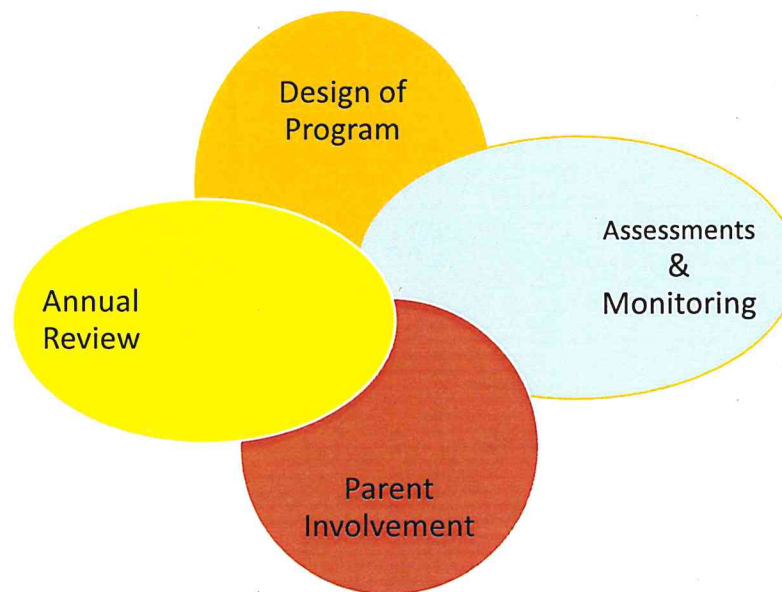 Design of
Program
Assessments
&
Monitoring
Annual
Review
Parent
Involvement